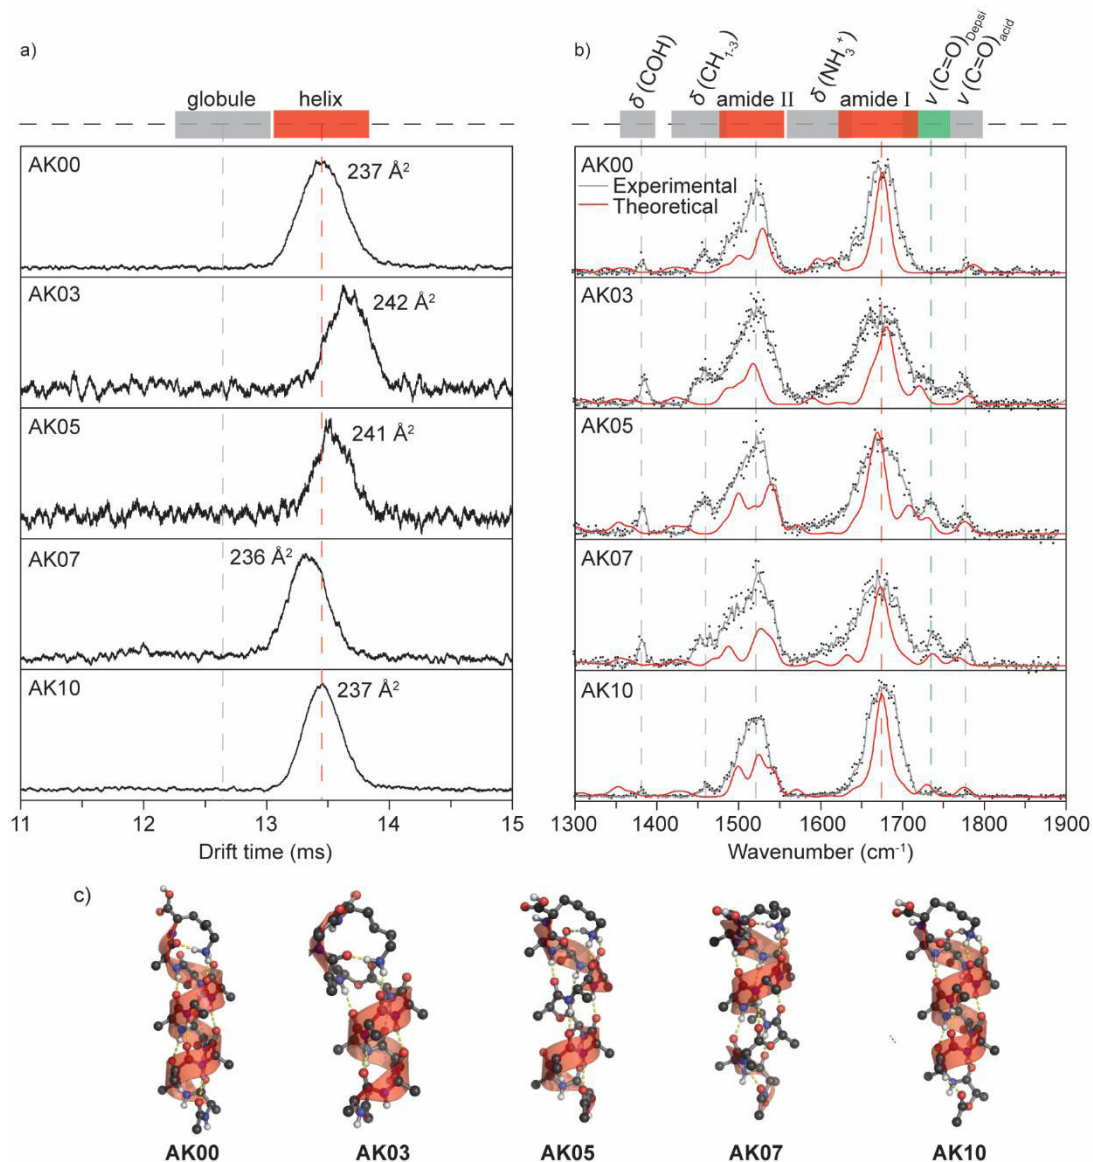 a)
globule
helix
AK00
237 Å²
AK03
242 Å²
AK05
241 Å²
AK07
236 Å²
AK10
237 Å²
11
12
13
14
15
Drift time (ms)
b)
δ (COH)
δ (CH₁₋₃)
amide II
δ (NH₃⁺)
amide I
ν (C=O)Depsi
ν (C=O)acid
AK00
Experimental
Theoretical
AK03
AK05
AK07
AK10
1300
1400
1500
1600
1700
1800
1900
Wavenumber (cm⁻¹)
c)
AK00
AK03
AK05
AK07
AK10